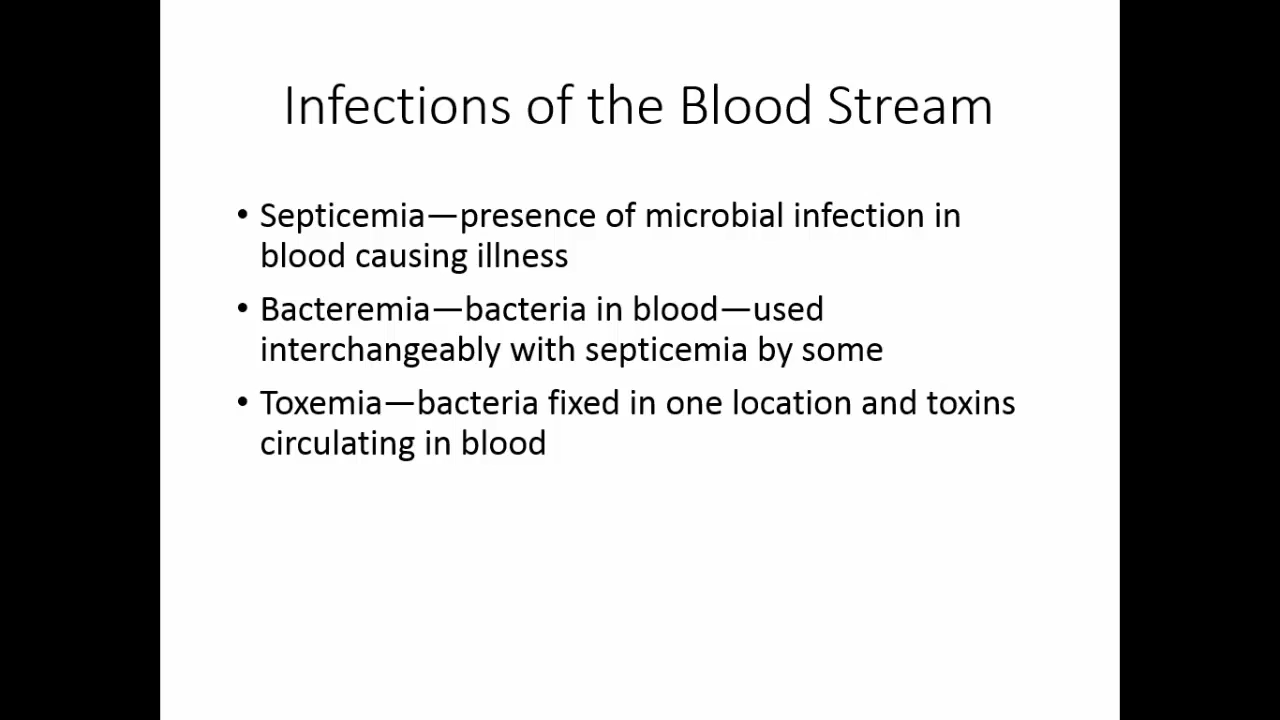 Infections of the Blood Stream
• Septicemia—presence of microbial infection in
blood causing illness
• Bacteremia—bacteria in blood—used
interchangeably with septicemia by some
• Toxemia—bacteria fixed in one location and toxins
circulating in blood